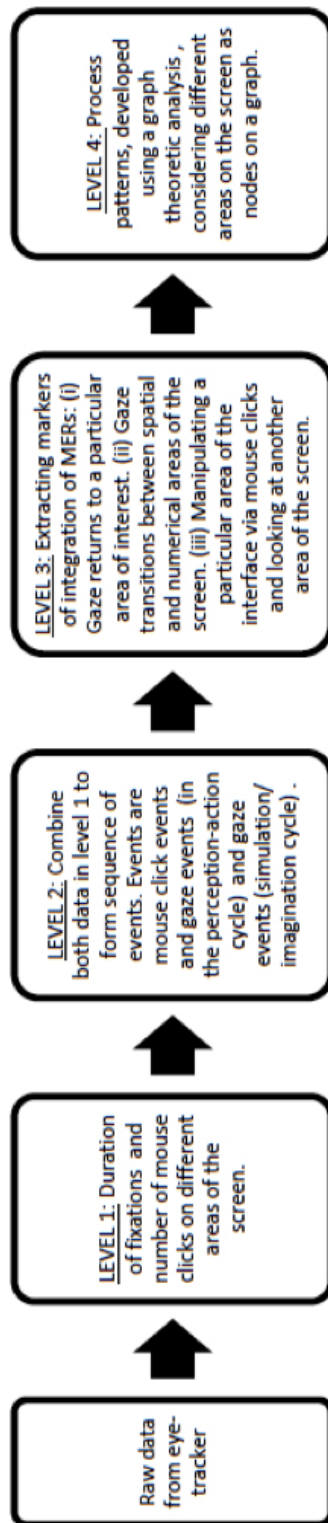 Raw data
from eye-
tracker
LEVEL 1: Duration
of fixations and
number of mouse
clicks on different
areas of the
screen.
LEVEL 2: Combine
both data in level 1 to
form sequence of
events. Events are
mouse click events
and gaze events (in
the perception-action
cycle) and gaze
events (simulation/
imagination cycle) .
LEVEL 3: Extracting markers
of integration of MERs: (i)
Gaze returns to a particular
area of interest. (ii) Gaze
transitions between spatial
and numerical areas of the
screen. (iii) Manipulating a
particular area of the
interface via mouse clicks
and looking at another
area of the screen.
LEVEL 4: Process
patterns, developed
using a graph
theoretic analysis ,
considering different
areas on the screen as
nodes on a graph.